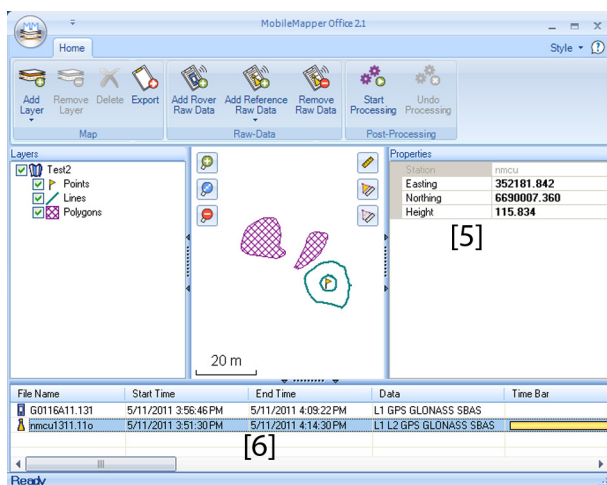 MobileMapper Office 2.1
Home
Style
Add Layer
Remove Layer
Delete
Export
Add Rover Raw Data
Add Reference Raw Data
Remove Raw Data
Start Processing
Undo Processing
Map
Raw-Data
Post-Processing
Layers
Test2
Points
Lines
Polygons
20 m
Properties
Station nmcu
Easting 352181.842
Northing 6690007.360
Height 115.834
[5]
File Name Start Time End Time Data Time Bar
G0116A11.131 5/11/2011 3:56:46 PM 5/11/2011 4:09:22 PM L1 GPS GLONASS SBAS
nmcu1311.11o 5/11/2011 3:51:30 PM 5/11/2011 4:14:30 PM L1 L2 GPS GLONASS SBAS
[6]
Ready